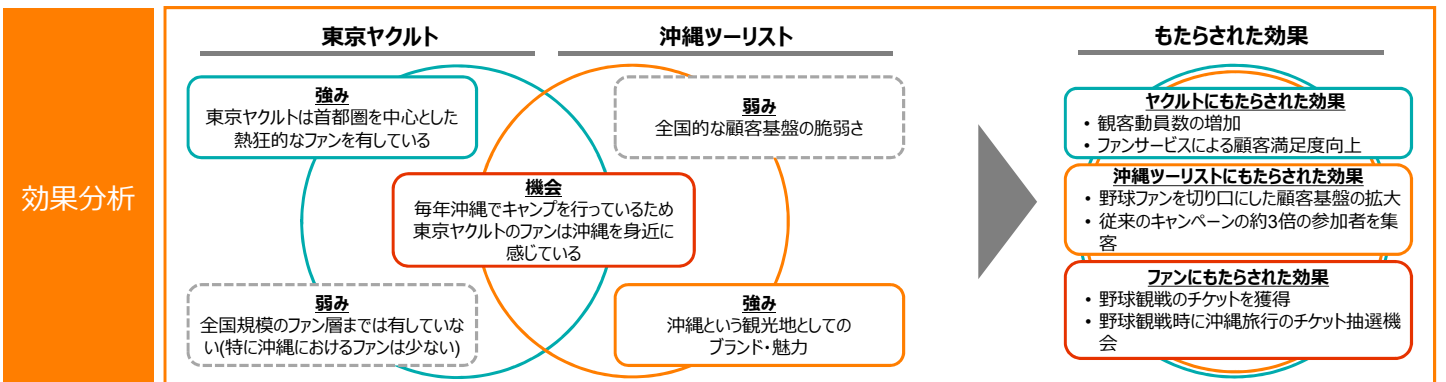 効果分析
東京ヤクルト
強み
東京ヤクルトは首都圏を中心とした
熱狂的なファンを有している
弱み
全国規模のファン層までは有していな
い(特に沖縄におけるファンは少ない)
機会
毎年沖縄でキャンプを行っているため
東京ヤクルトのファンは沖縄を身近に
感じている
沖縄ツーリスト
弱み
全国的な顧客基盤の脆弱さ
強み
沖縄という観光地としての
ブランド・魅力
もたらされた効果
ヤクルトにもたらされた効果
• 観客動員数の増加
• ファンサービスによる顧客満足度向上
沖縄ツーリストにもたらされた効果
• 野球ファンを切り口にした顧客基盤の拡大
• 従来のキャンペーンの約3倍の参加者を集
客
ファンにもたらされた効果
• 野球観戦のチケットを獲得
• 野球観戦時に沖縄旅行のチケット抽選機
会